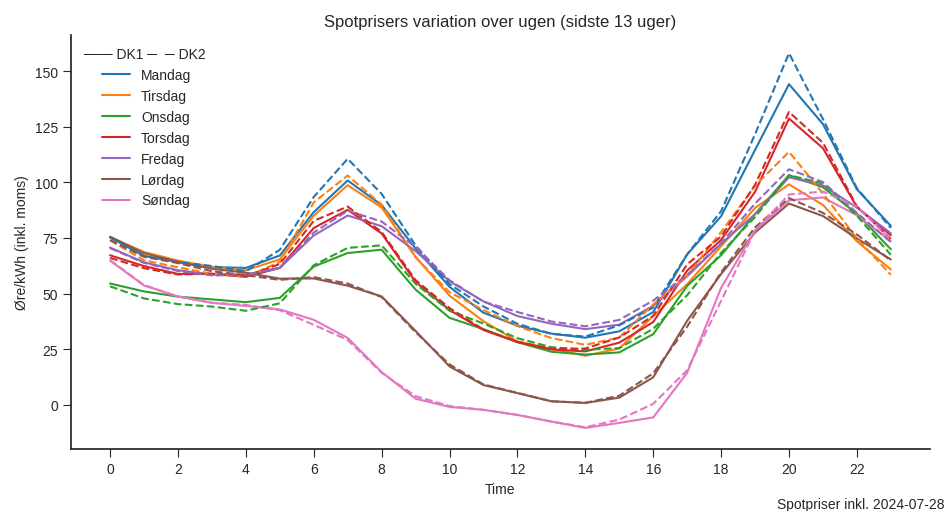 Spotprisers variation over ugen (sidste 13 uger)
DK1 DK2
Mandag
Tirsdag
Onsdag
Torsdag
Fredag
Lørdag
Søndag
Øre/kWh (inkl. moms)
150
125
100
75
50
25
0
0 2 4 6 8 10 12 14 16 18 20 22
Time
Spotpriser inkl. 2024-07-28